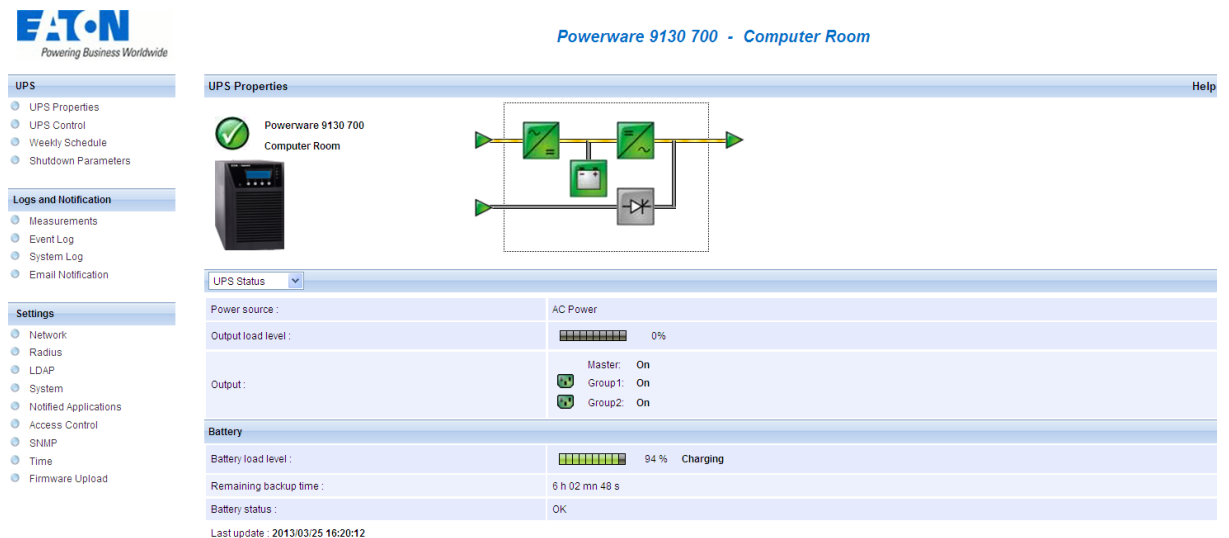 EATON
Powering Business Worldwide
Powerware 9130 700 - Computer Room
UPS
UPS Properties
UPS Control
Weekly Schedule
Shutdown Parameters
Logs and Notification
Measurements
Event Log
System Log
Email Notification
Settings
Network
Radius
LDAP
System
Notified Applications
Access Control
SNMP
Time
Firmware Upload
UPS Properties Help
Powerware 9130 700
Computer Room
UPS Status
Power source : AC Power
Output load level : 0%
Output :
Master: On
Group1: On
Group2: On
Battery
Battery load level : 94 % Charging
Remaining backup time : 6 h 02 mn 48 s
Battery status : OK
Last update : 2013/03/25 16:20:12